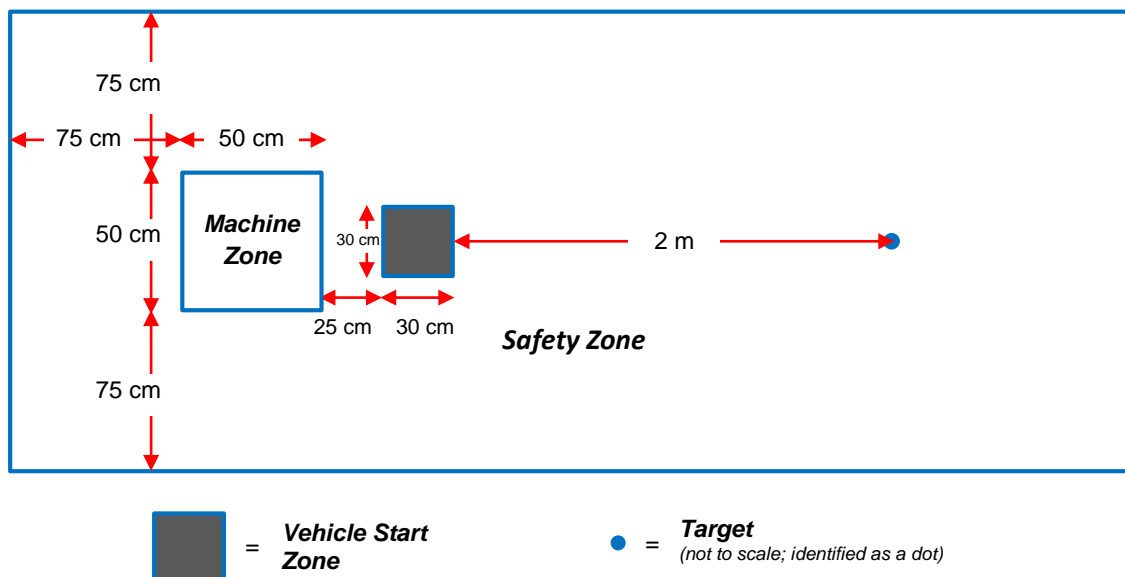 75 cm
75 cm
50 cm
Machine
Zone
50 cm
30 cm
2 m
25 cm
30 cm
Safety Zone
75 cm
= Vehicle Start
Zone
= Target
(not to scale; identified as a dot)